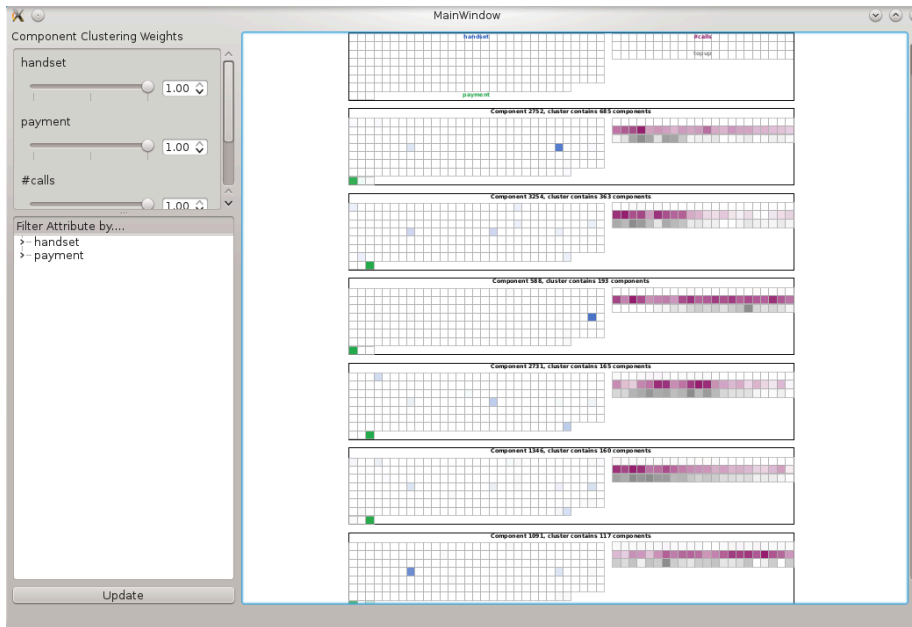 MainWindow
Component Clustering Weights
handset
1.00
payment
1.00
#calls
1.00
Filter Attribute by....
handset
payment
Update
handset
#calls
top up
payment
Component 2752, cluster contains 685 components
Component 3254, cluster contains 363 components
Component 588, cluster contains 193 components
Component 2731, cluster contains 165 components
Component 1346, cluster contains 160 components
Component 1091, cluster contains 117 components